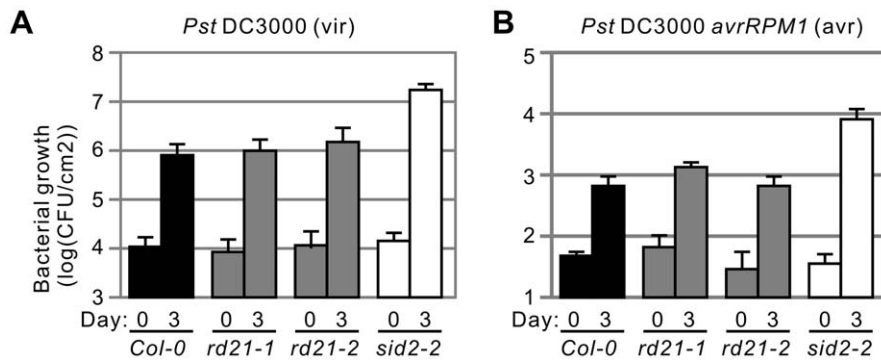 A
Pst DC3000 (vir)
Bacterial growth
(log(CFU/cm2))
8
7
6
5
4
3
Day: 0 3 0 3 0 3 0 3
Col-0 rd21-1 rd21-2 sid2-2
B
Pst DC3000 avrRPM1 (avr)
5
4
3
2
1
Day: 0 3 0 3 0 3 0 3
Col-0 rd21-1 rd21-2 sid2-2